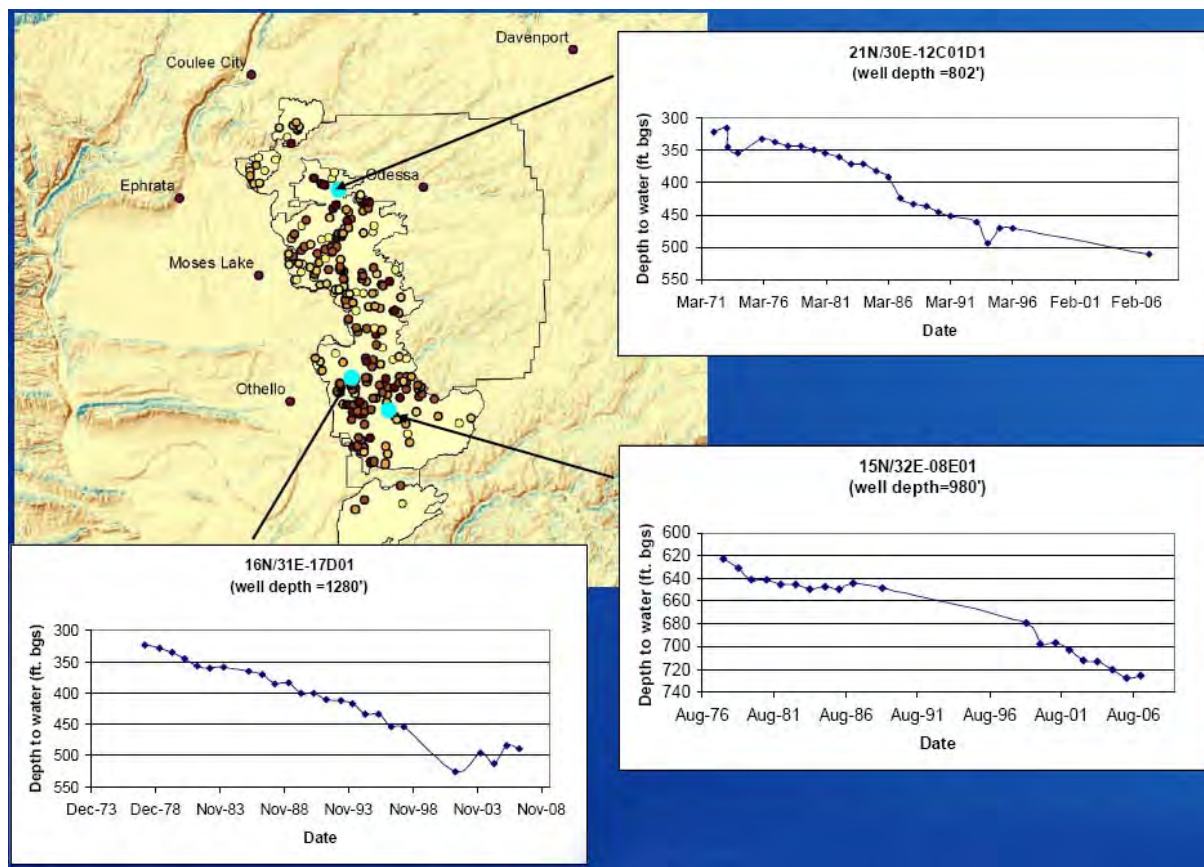 Davenport
Coulee City
Ephrata
Odessa
Moses Lake
Othello
21N/30E-12C01D1
(well depth =802')
Depth to water (ft. bgs)
300
350
400
450
500
550
Mar-71 Mar-76 Mar-81 Mar-86 Mar-91 Mar-96 Feb-01 Feb-06
Date
15N/32E-08E01
(well depth=980')
Depth to water (ft. bgs)
600
620
640
660
680
700
720
740
Aug-76 Aug-81 Aug-86 Aug-91 Aug-96 Aug-01 Aug-06
Date
16N/31E-17D01
(well depth =1280')
Depth to water (ft. bgs)
300
350
400
450
500
550
Dec-73 Dec-78 Nov-83 Nov-88 Nov-93 Nov-98 Nov-03 Nov-08
Date